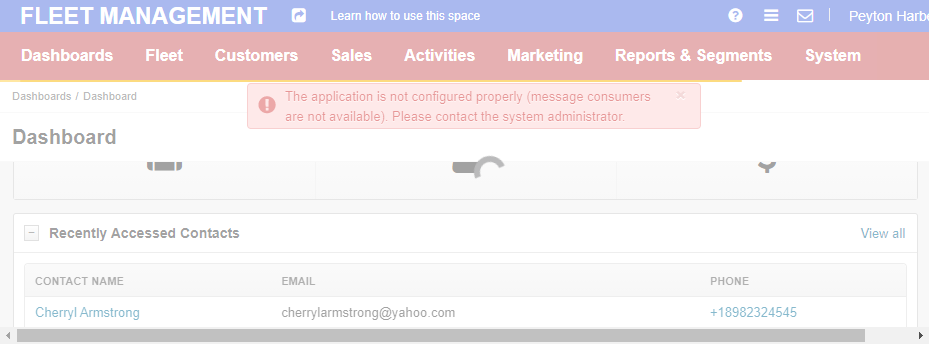 FLEET MANAGEMENT
Learn how to use this space
Peyton
Dashboards Fleet Customers Sales Activities Marketing Reports & Segments System
Dashboards / Dashboard
The application is not configured properly (message consumers
are not available). Please contact the system administrator.
×
Dashboard
Recently Accessed Contacts
View all
CONTACT NAME EMAIL PHONE
Cherryl Armstrong cherrylarmstrong@yahoo.com +18982324545